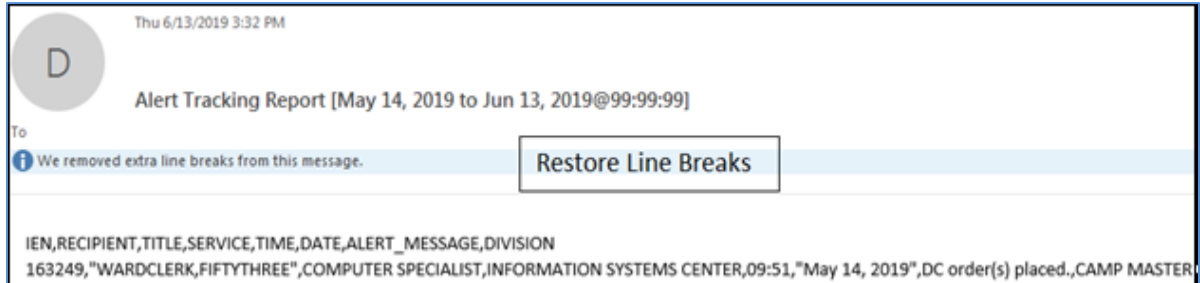 Thu 6/13/2019 3:32 PM
D
Alert Tracking Report [May 14, 2019 to Jun 13, 2019@99:99:99]
To
We removed extra line breaks from this message.
Restore Line Breaks
IEN,RECIPIENT,TITLE,SERVICE,TIME,DATE,ALERT_MESSAGE,DIVISION
163249,"WARDCLERK,FIFTYTHREE",COMPUTER SPECIALIST,INFORMATION SYSTEMS CENTER,09:51,"May 14, 2019",DC order(s) placed.,CAMP MASTER